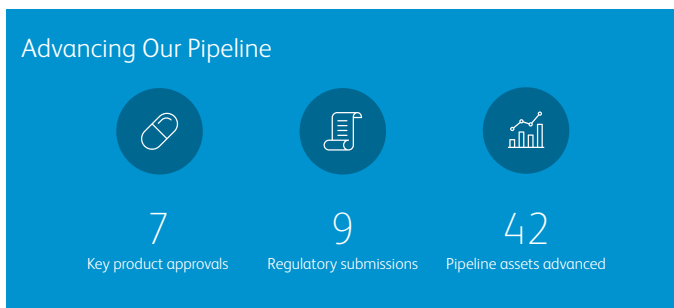 Advancing Our Pipeline
7
9
42
Key product approvals
Regulatory submissions
Pipeline assets advanced